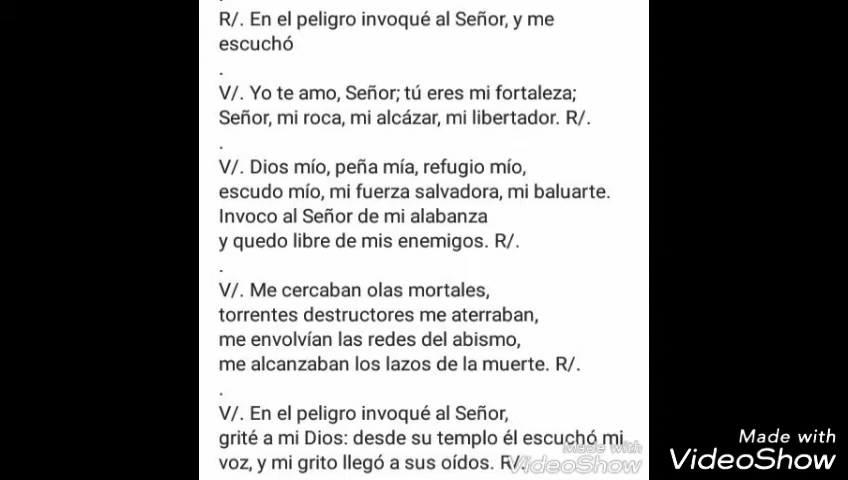 R/. En el peligro invoqué al Señor, y me
escuchó
.
V/. Yo te amo, Señor; tú eres mi fortaleza;
Señor, mi roca, mi alcázar, mi libertador. R/.
.
V/. Dios mío, peña mía, refugio mío,
escudo mío, mi fuerza salvadora, mi baluarte.
Invoco al Señor de mi alabanza
y quedo libre de mis enemigos. R/.
.
V/. Me cercaban olas mortales,
torrentes destructores me aterraban,
me envolvían las redes del abismo,
me alcanzaban los lazos de la muerte. R/.
.
V/. En el peligro invoqué al Señor,
grité a mi Dios: desde su templo él escuchó mi
voz, y mi grito llegó a sus oídos. R/.
Made with
VideoShow
Made with
VideoShow